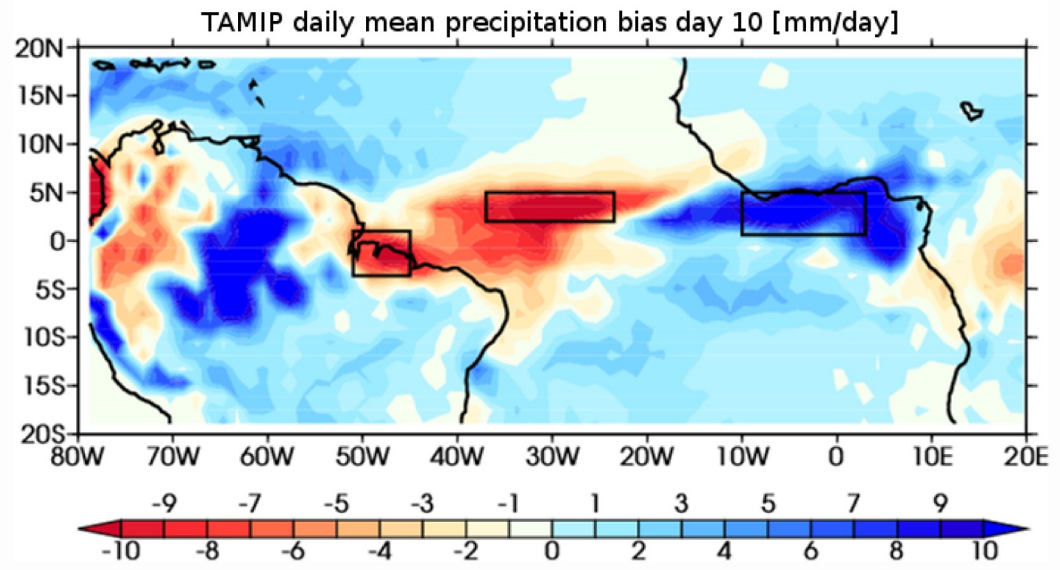 TAMIP daily mean precipitation bias day 10 [mm/day]
20N
15N
10N
5N
0
5S
10S
15S
20S
80W 70W 60W 50W 40W 30W 20W 10W 0 10E 20E
-9 -7 -5 -3 -1 1 3 5 7 9
-10 -8 -6 -4 -2 0 2 4 6 8 10